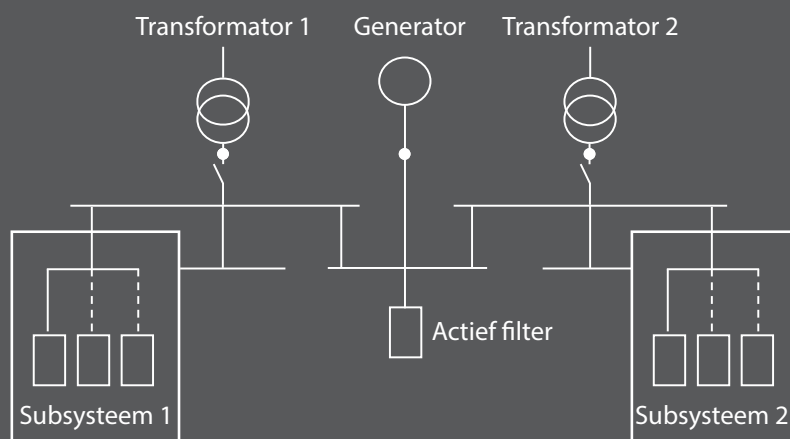 Transformator 1
Generator
Transformator 2
Actief filter
Subsysteem 1
Subsysteem 2